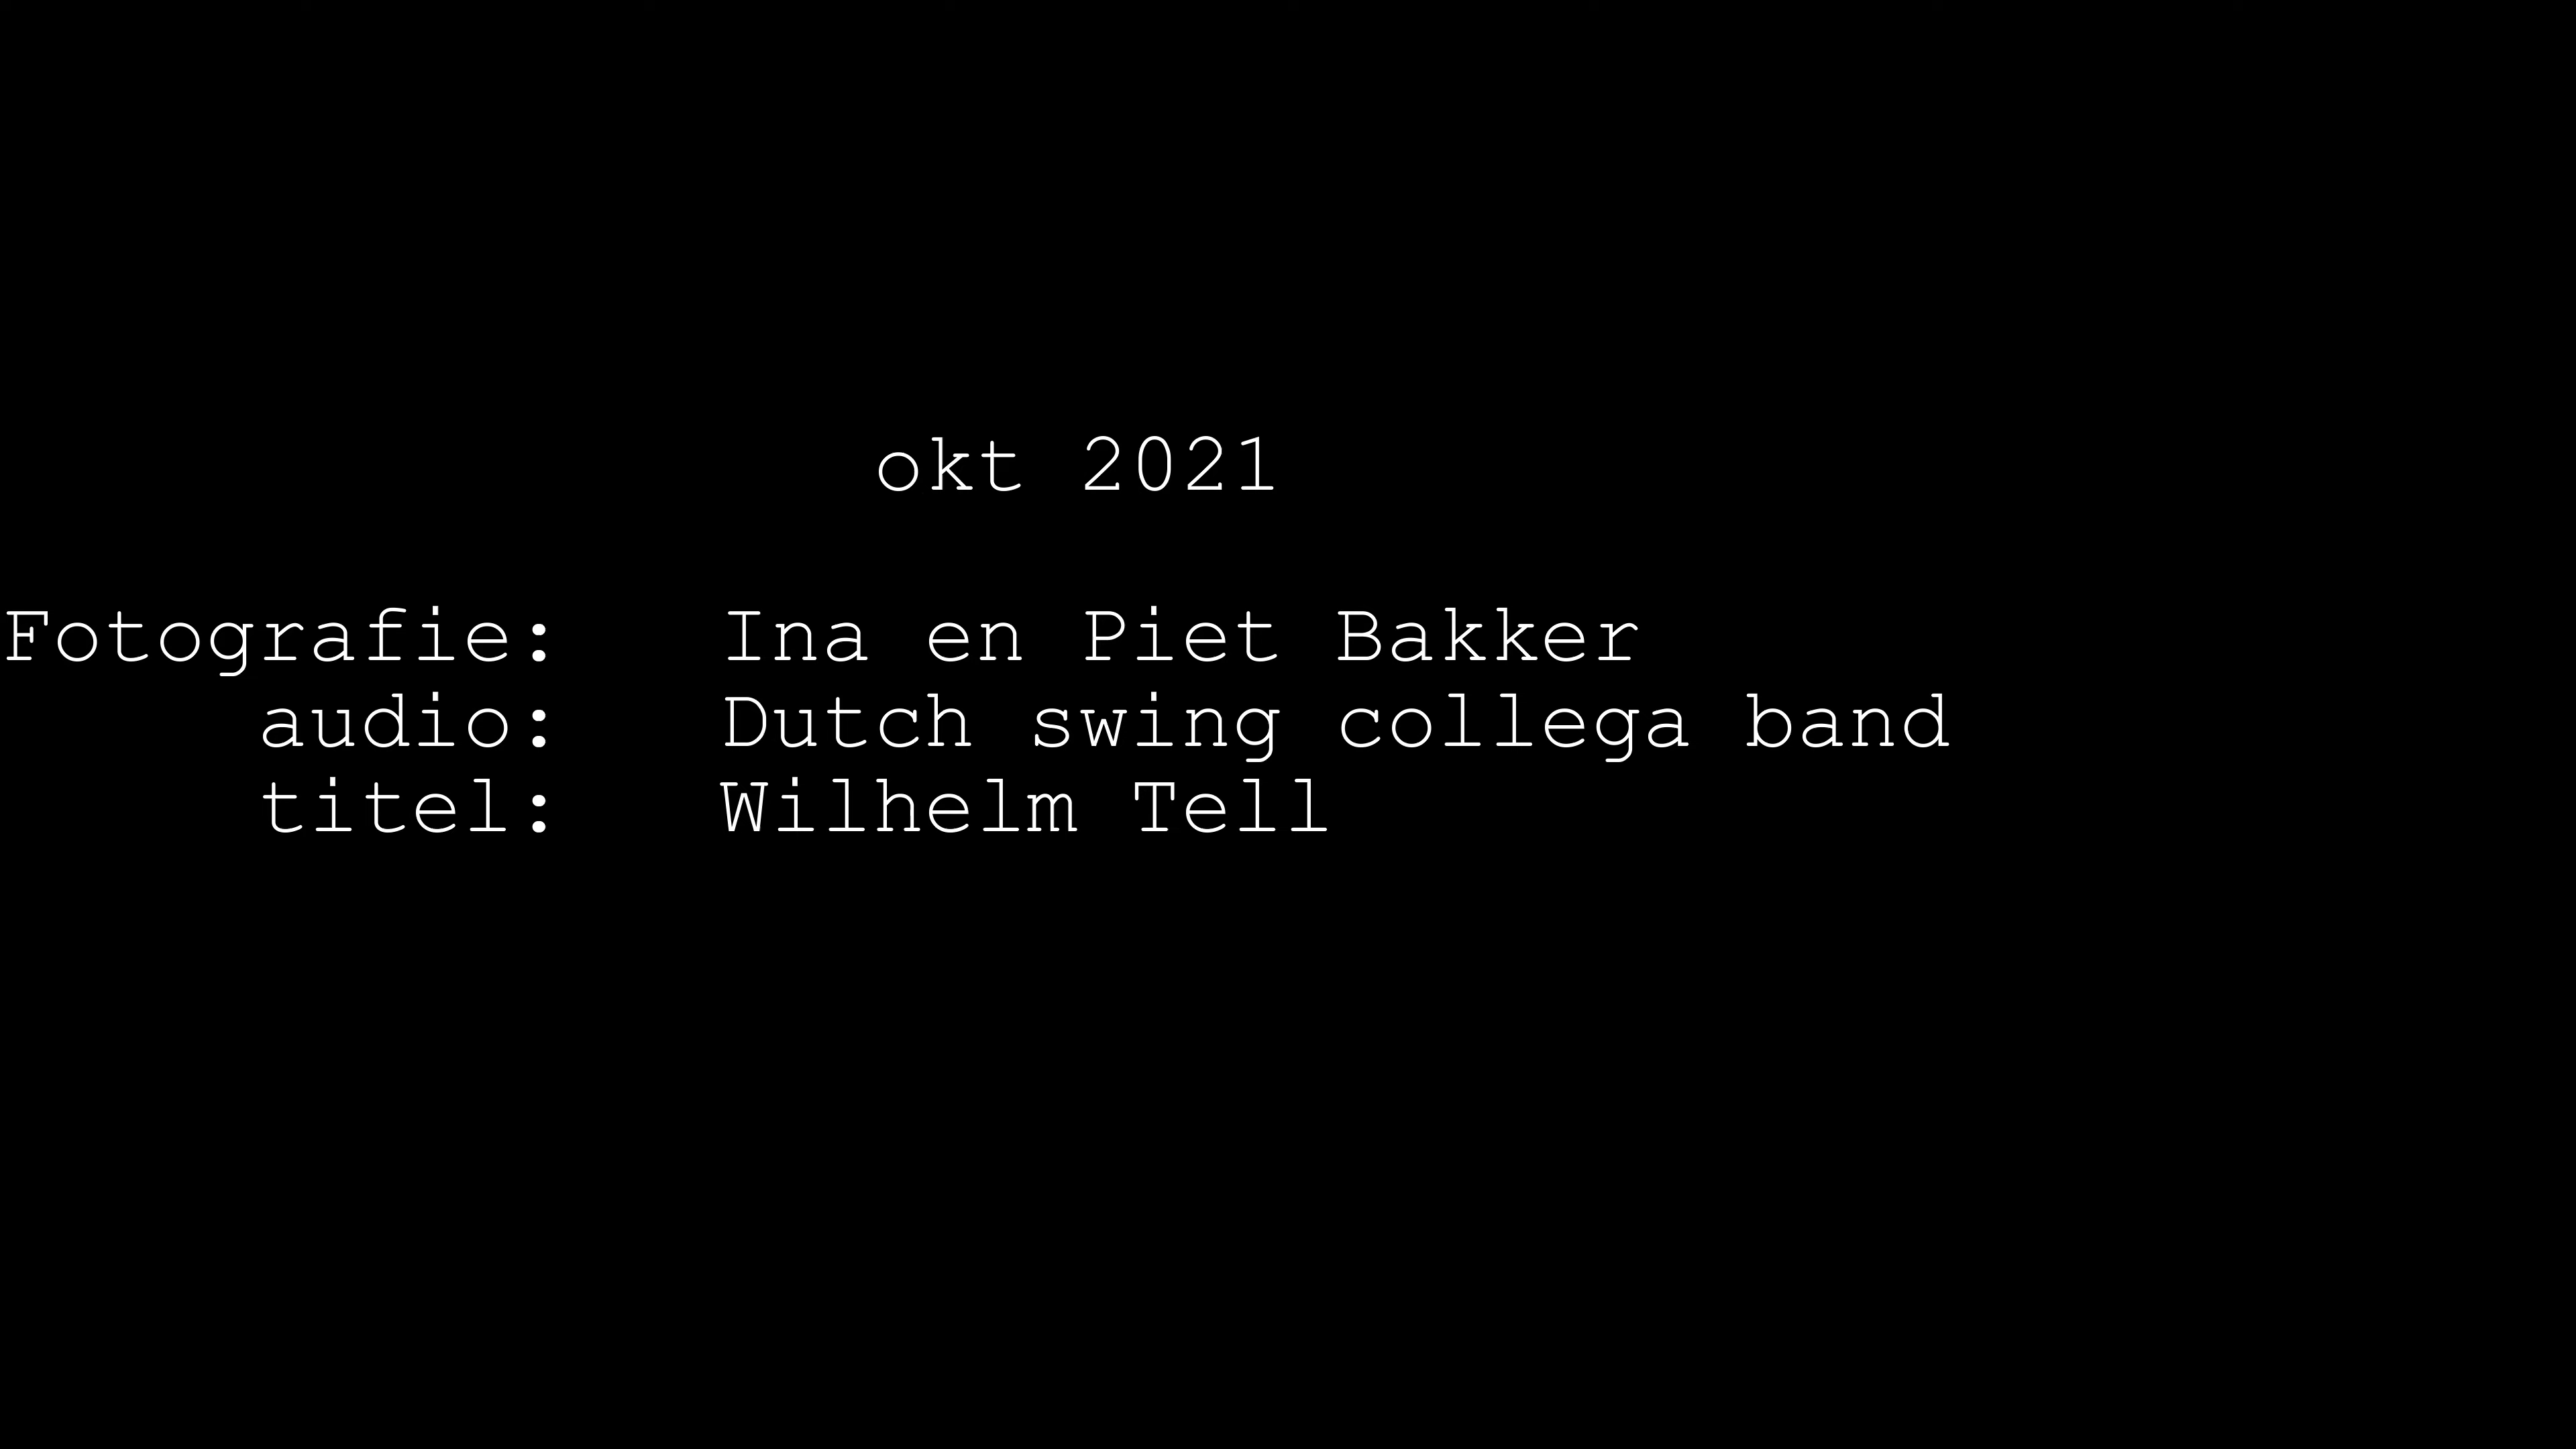 okt 2021
Fotografie: Ina en Piet Bakker
audio: Dutch swing collega band
titel: Wilhelm Tell